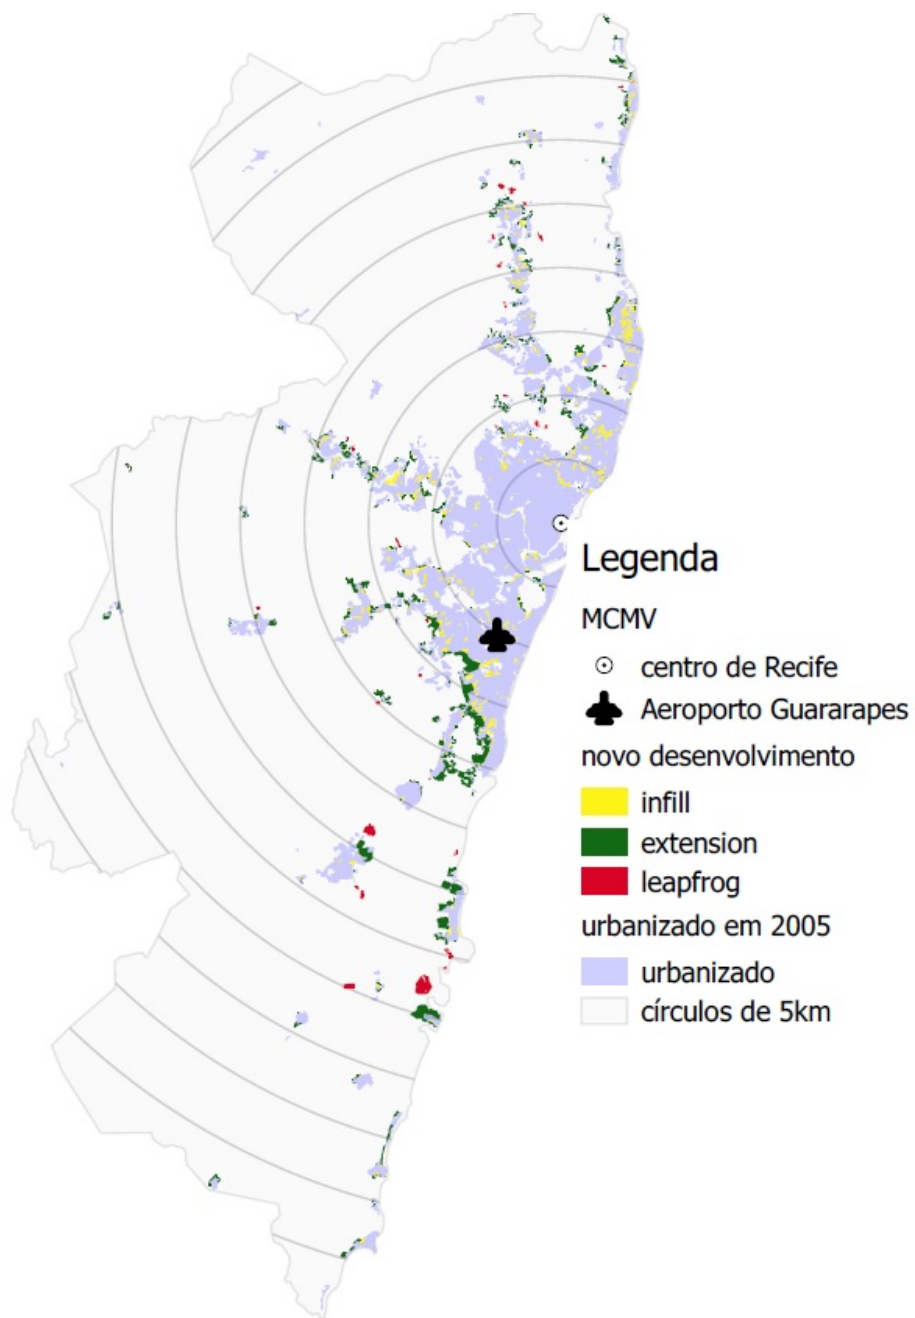 Legenda
MCMV
centro de Recife
Aeroporto Guararapes
novo desenvolvimento
infill
extension
leapfrog
urbanizado em 2005
urbanizado
círculos de 5km